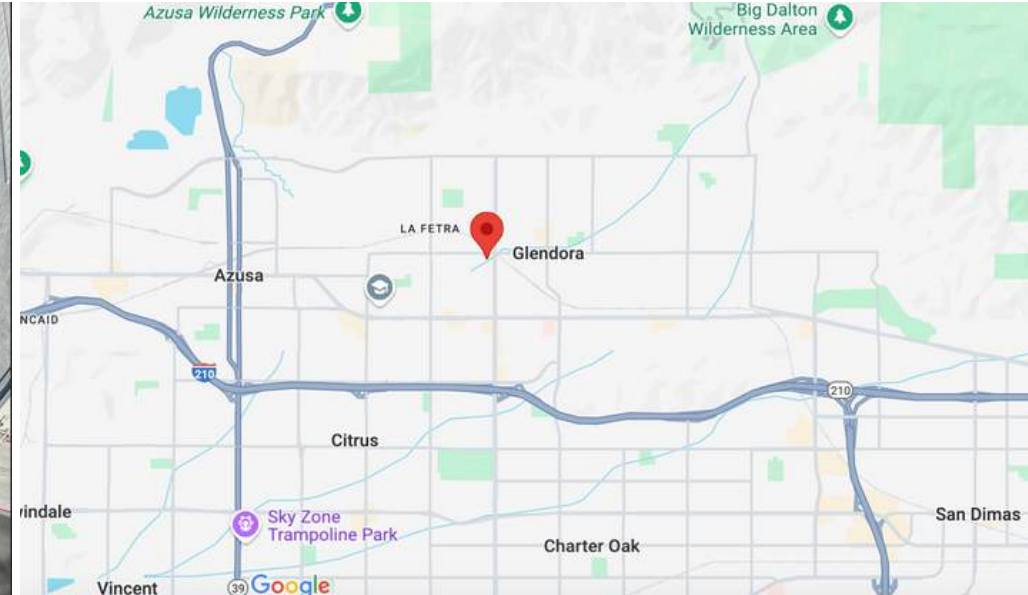 Azusa Wilderness Park
Big Dalton
Wilderness Area
LA FETRA
Glendora
Azusa
NCAID
210
210
Citrus
vindale
Sky Zone
Trampoline Park
San Dimas
Charter Oak
Vincent
39
Google